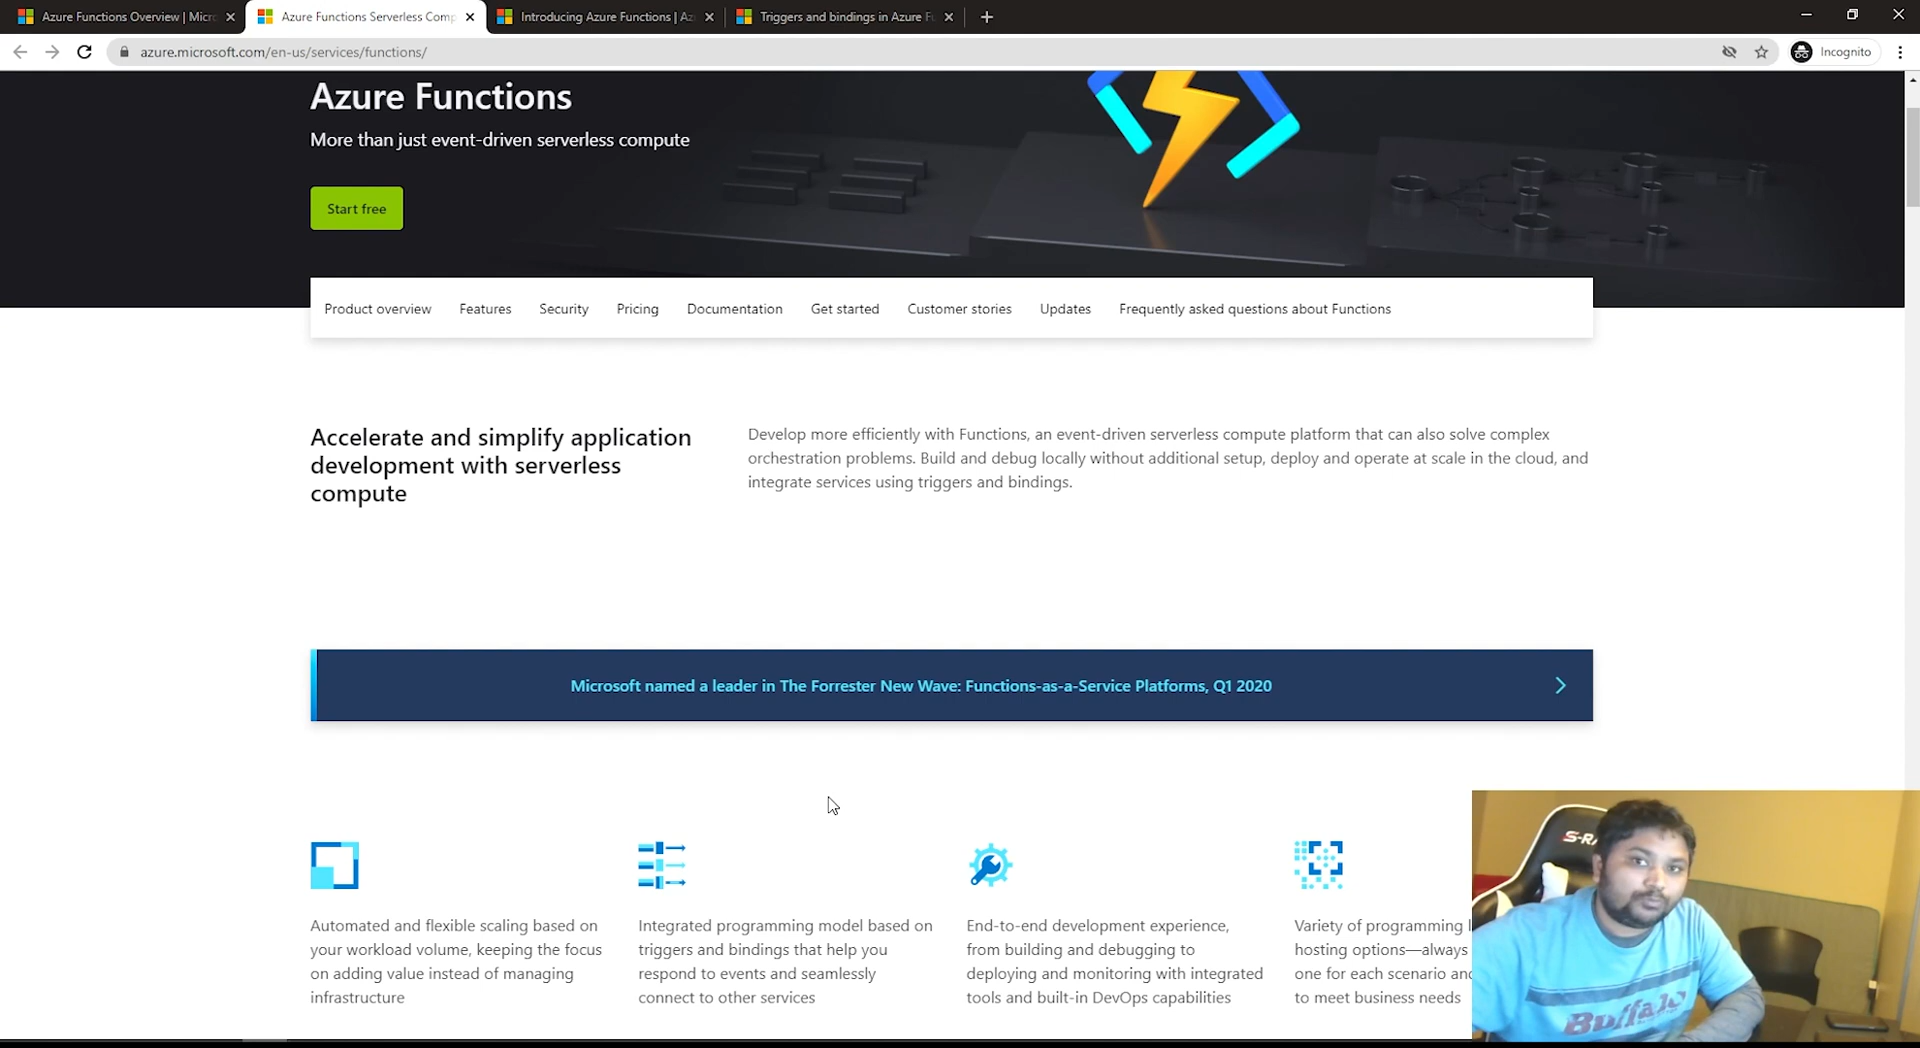 Azure Functions Overview | Micr
Azure Functions Serverless Comp
Introducing Azure Functions | Az
Triggers and bindings in Azure F
azure.microsoft.com/en-us/services/functions/
Incognito
Azure Functions
More than just event-driven serverless compute
Start free
Product overview Features Security Pricing Documentation Get started Customer stories Updates Frequently asked questions about Functions
Accelerate and simplify application
development with serverless
compute
Develop more efficiently with Functions, an event-driven serverless compute platform that can also solve complex
orchestration problems. Build and debug locally without additional setup, deploy and operate at scale in the cloud, and
integrate services using triggers and bindings.
Microsoft named a leader in The Forrester New Wave: Functions-as-a-Service Platforms, Q1 2020
Automated and flexible scaling based on
your workload volume, keeping the focus
on adding value instead of managing
infrastructure
Integrated programming model based on
triggers and bindings that help you
respond to events and seamlessly
connect to other services
End-to-end development experience,
from building and debugging to
deploying and monitoring with integrated
tools and built-in DevOps capabilities
Variety of programming l
hosting options—always
one for each scenario and
to meet business needs
S-RA
Buffalo